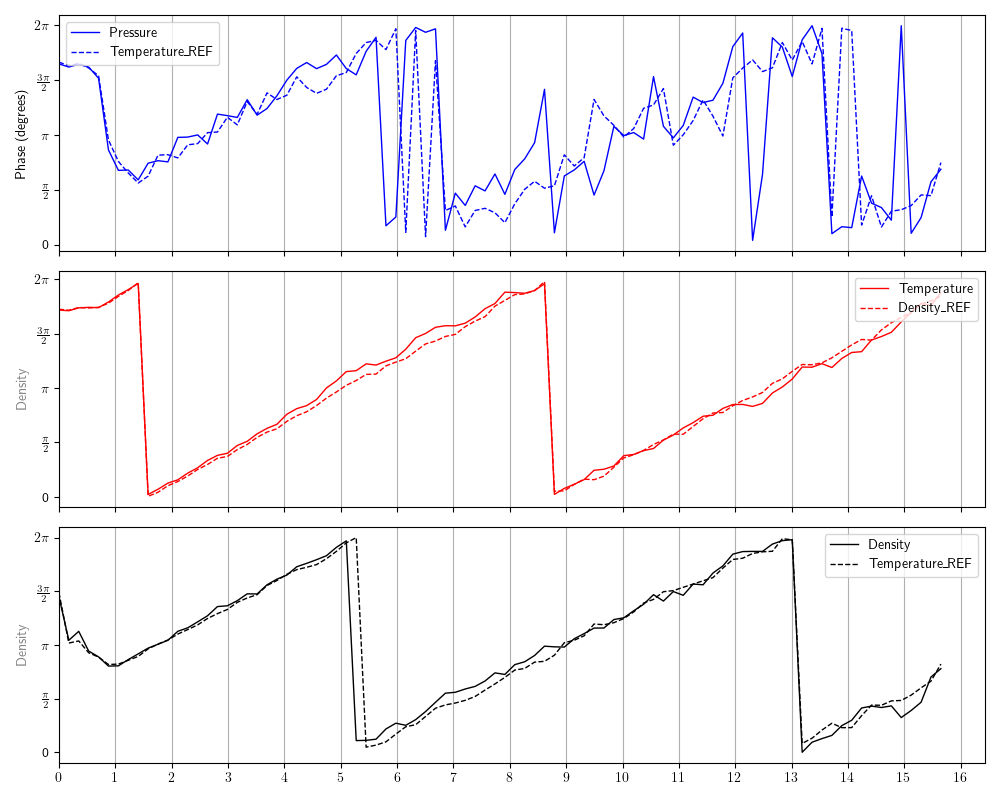 2π
3π/2
π
π/2
0
Phase (degrees)
Pressure
Temperature_REF
2π
3π/2
π
π/2
0
Density
Temperature
Density_REF
2π
3π/2
π
π/2
0
Density
Density
Temperature_REF
0 1 2 3 4 5 6 7 8 9 10 11 12 13 14 15 16